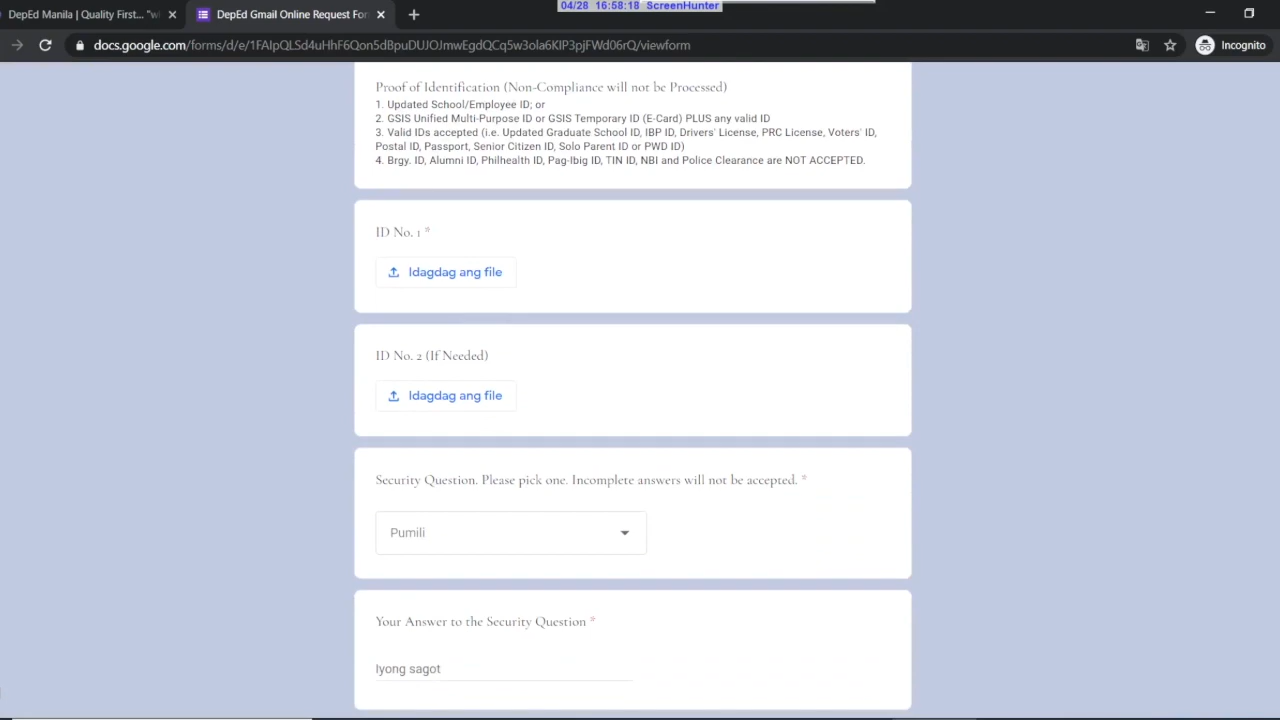 04/28 16:58:18 ScreenHunter
DepEd Manila | Quality First... "wl
DepEd Gmail Online Request For
docs.google.com/forms/d/e/1FAIpQLSd4uHhF6Qon5dBpuDUJOJmwEgdQCq5w3ola6KIP3pjFWd06rQ/viewform
Incognito
Proof of Identification (Non-Compliance will not be Processed)
1. Updated School/Employee ID; or
2. GSIS Unified Multi-Purpose ID or GSIS Temporary ID (E-Card) PLUS any valid ID
3. Valid IDs accepted (i.e. Updated Graduate School ID, IBP ID, Drivers' License, PRC License, Voters' ID,
Postal ID, Passport, Senior Citizen ID, Solo Parent ID or PWD ID)
4. Brgy. ID, Alumni ID, Philhealth ID, Pag-Ibig ID, TIN ID, NBI and Police Clearance are NOT ACCEPTED.
ID No. 1 *
Idagdag ang file
ID No. 2 (If Needed)
Idagdag ang file
Security Question. Please pick one. Incomplete answers will not be accepted. *
Pumili
Your Answer to the Security Question *
Iyong sagot